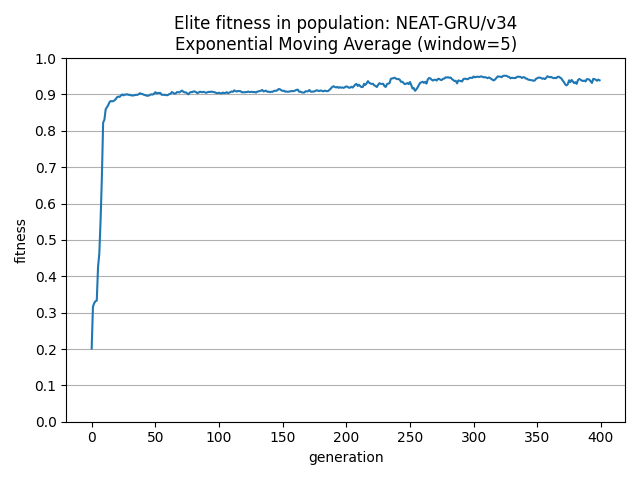 Elite fitness in population: NEAT-GRU/v34
Exponential Moving Average (window=5)
1.0
0.9
0.8
0.7
0.6
0.5
0.4
0.3
0.2
0.1
0.0
fitness
0 50 100 150 200 250 300 350 400
generation